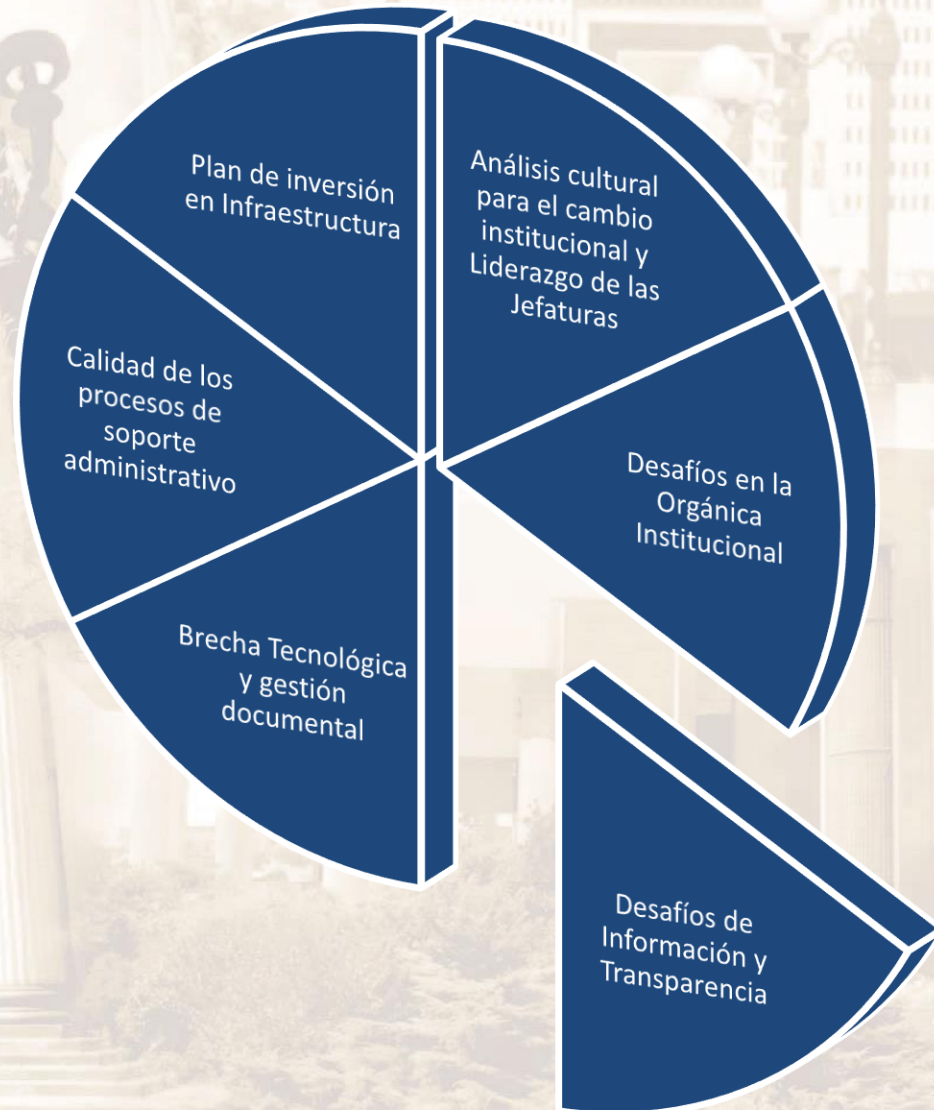 Plan de inversión
en Infraestructura
Análisis cultural
para el cambio
institucional y
Liderazgo de las
Jefaturas
Calidad de los
procesos de
soporte
administrativo
Desafíos en la
Orgánica
Institucional
Brecha Tecnológica
y gestión
documental
Desafíos de
Información y
Transparencia